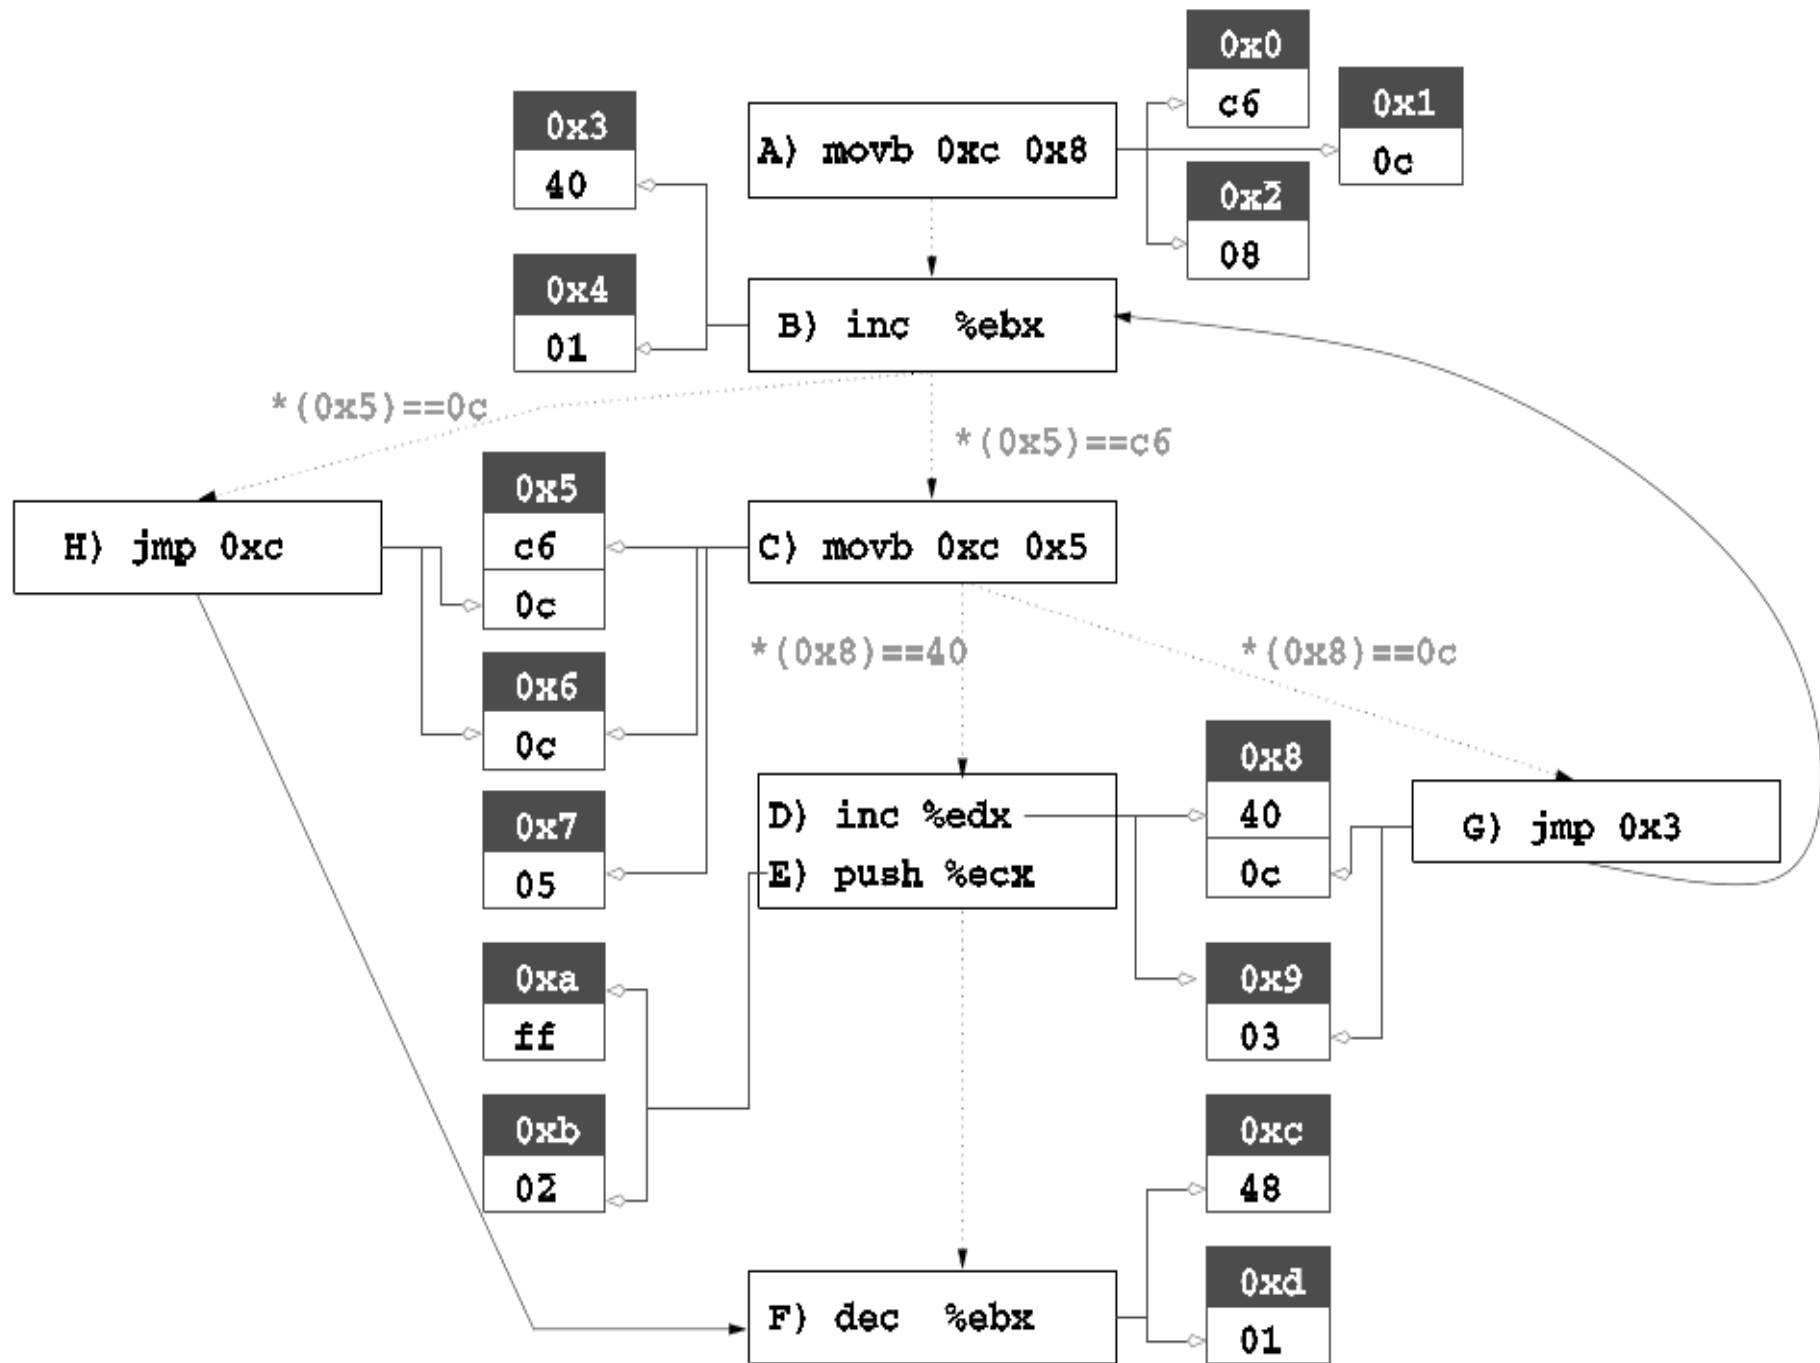 0x0
c6
0x1
0c
0x3
40
A) movb 0xc 0x8
0x2
08
0x4
01
B) inc %ebx
*(0x5)==0c
*(0x5)==c6
0x5
c6
0c
H) jmp 0xc
C) movb 0xc 0x5
*(0x8)==40
*(0x8)==0c
0x6
0c
0x8
40
0c
0x7
05
D) inc %edx
E) push %ecx
G) jmp 0x3
0xa
ff
0x9
03
0xb
02
0xc
48
F) dec %ebx
0xd
01